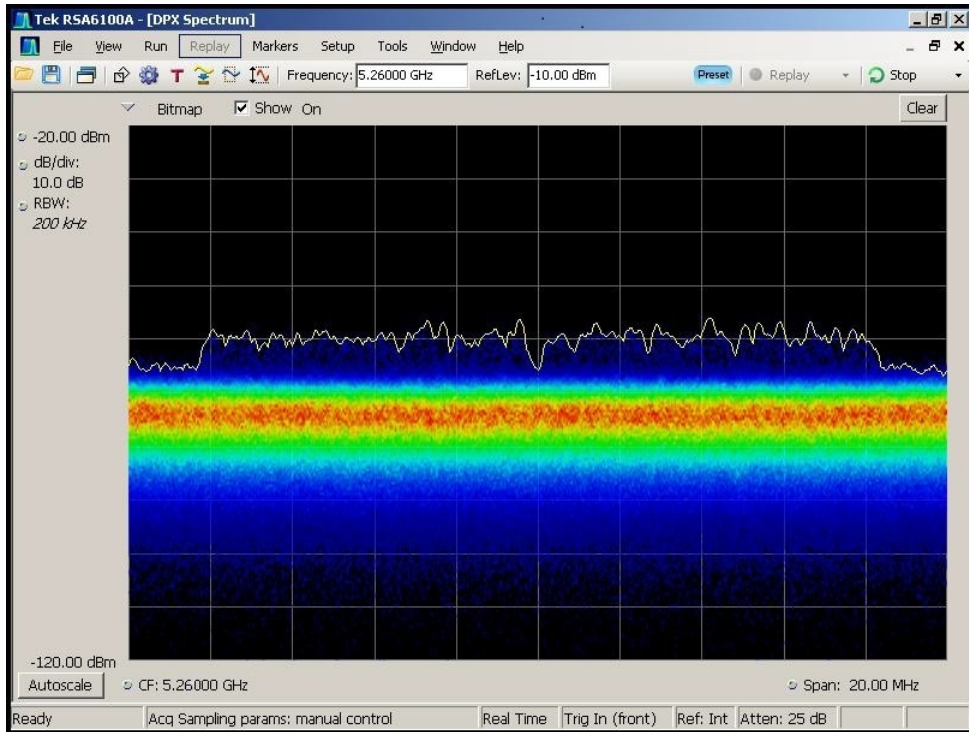 Tek RSA6100A - [DPX Spectrum]
File View Run Replay Markers Setup Tools Window Help
T Frequency: 5.26000 GHz RefLev: -10.00 dBm Preset Replay Stop
Bitmap Show On Clear
-20.00 dBm
dB/div:
10.0 dB
RBW:
200 kHz
-120.00 dBm
Autoscale CF: 5.26000 GHz Span: 20.00 MHz
Ready Acq Sampling params: manual control Real Time Trig In (front) Ref: Int Atten: 25 dB